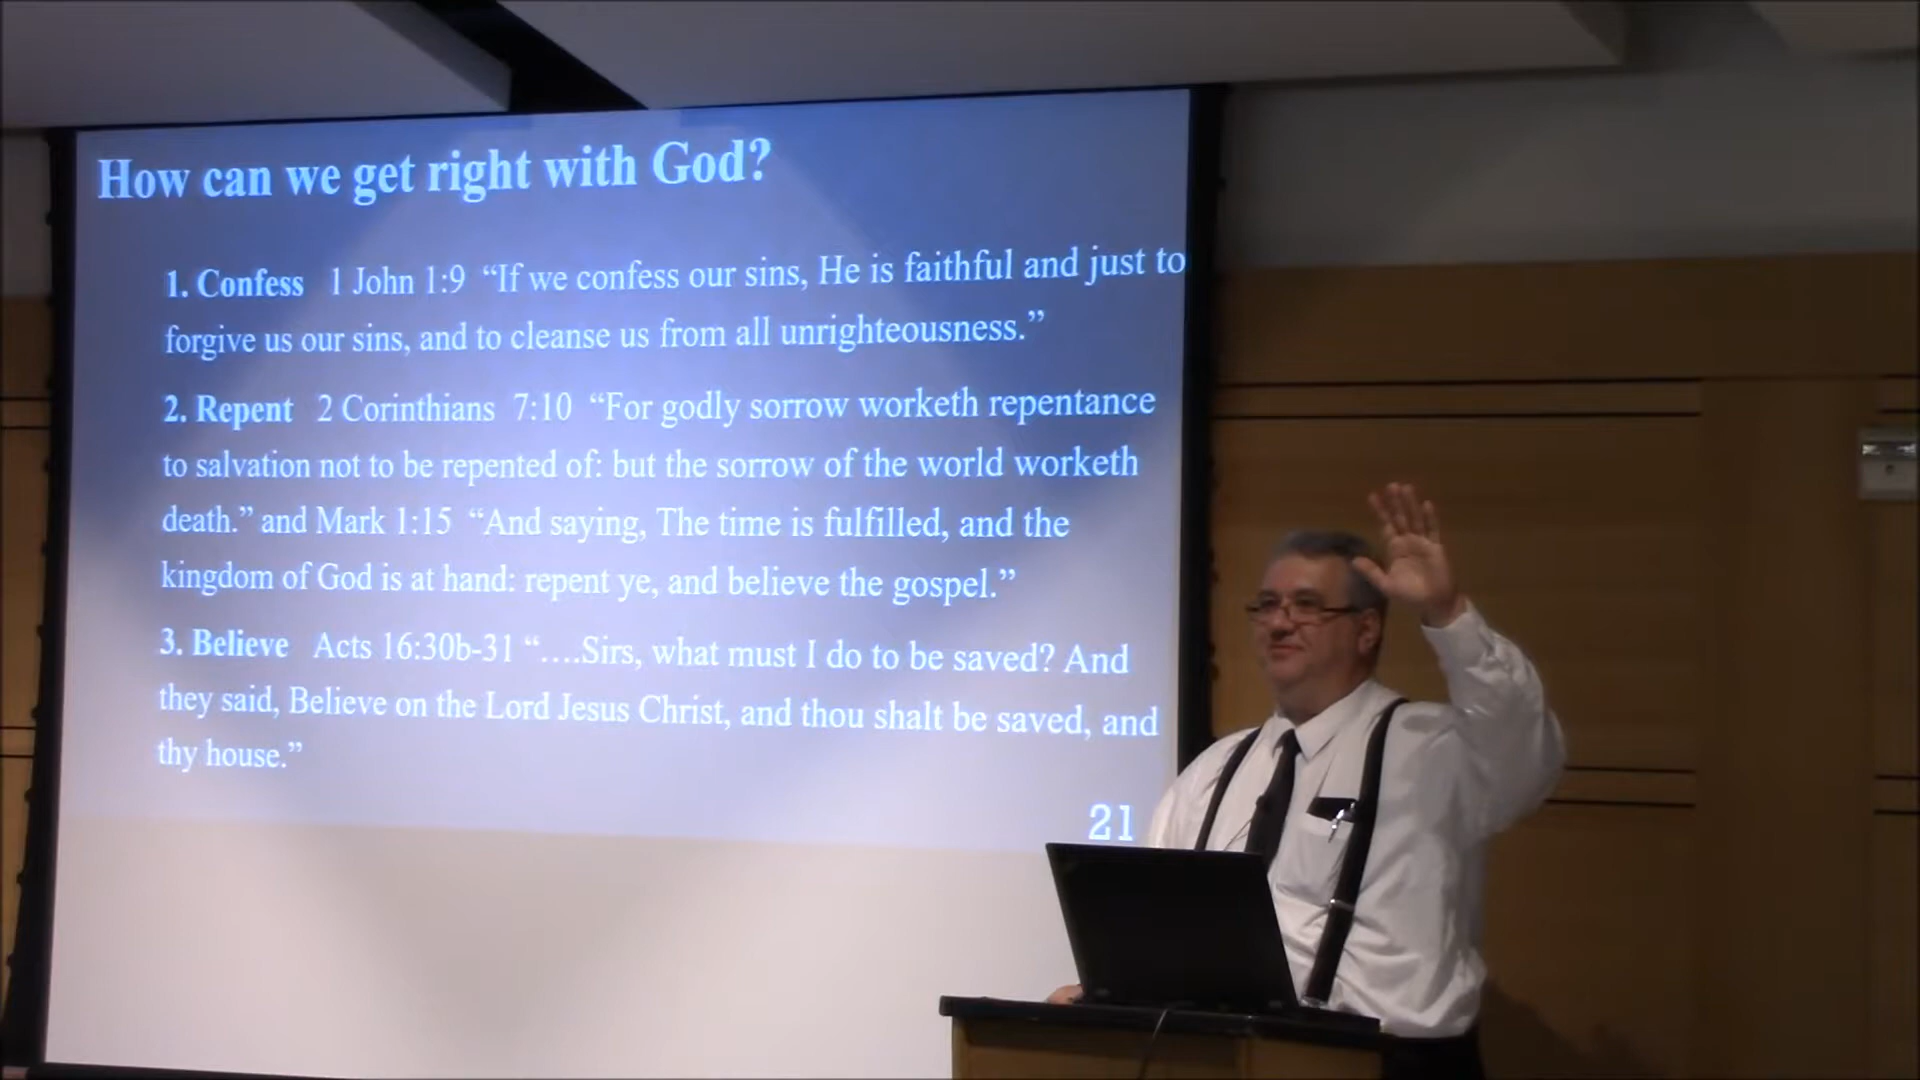 How can we get right with God?
1. Confess 1 John 1:9 “If we confess our sins, He is faithful and just to
forgive us our sins, and to cleanse us from all unrighteousness.”
2. Repent 2 Corinthians 7:10 “For godly sorrow worketh repentance
to salvation not to be repented of: but the sorrow of the world worketh
death.” and Mark 1:15 “And saying, The time is fulfilled, and the
kingdom of God is at hand: repent ye, and believe the gospel.”
3. Believe Acts 16:30b-31 “….Sirs, what must I do to be saved? And
they said, Believe on the Lord Jesus Christ, and thou shalt be saved, and
thy house.”
21